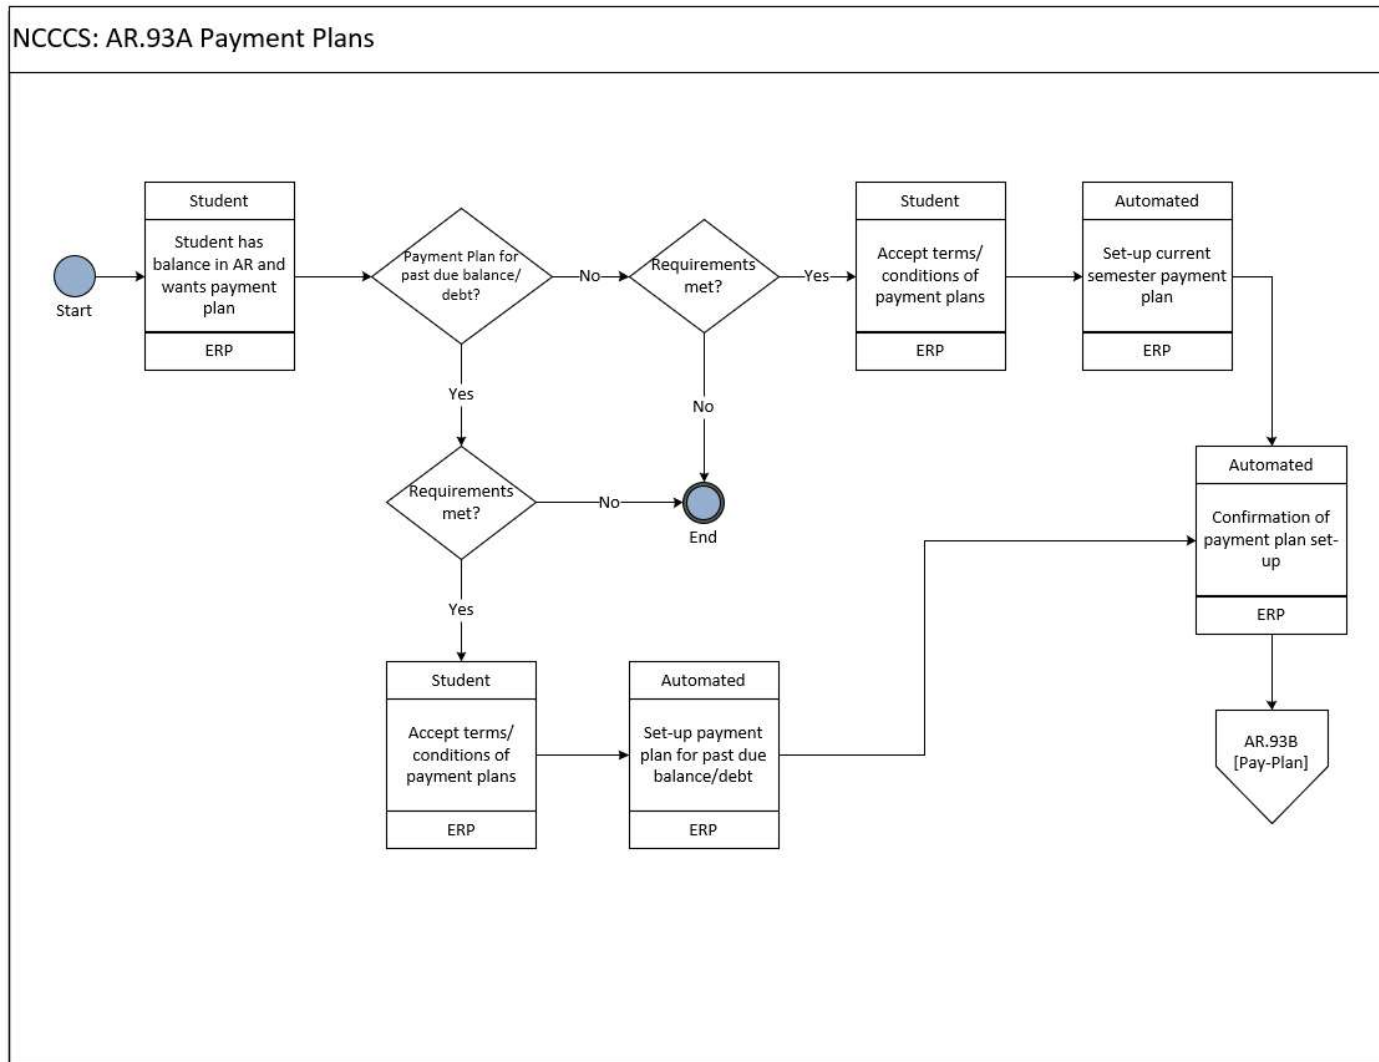 NCCCS: AR.93A Payment Plans
Student
Student has
balance in AR and
wants payment
plan
ERP
Start
Payment Plan for
past due balance/
debt?
No
Requirements
met?
Yes
Student
Accept terms/
conditions of
payment plans
ERP
Automated
Set-up current
semester payment
plan
ERP
Yes
No
Requirements
met?
No
End
Automated
Confirmation of
payment plan set-
up
ERP
Yes
Student
Accept terms/
conditions of
payment plans
ERP
Automated
Set-up payment
plan for past due
balance/debt
ERP
AR.93B
[Pay-Plan]